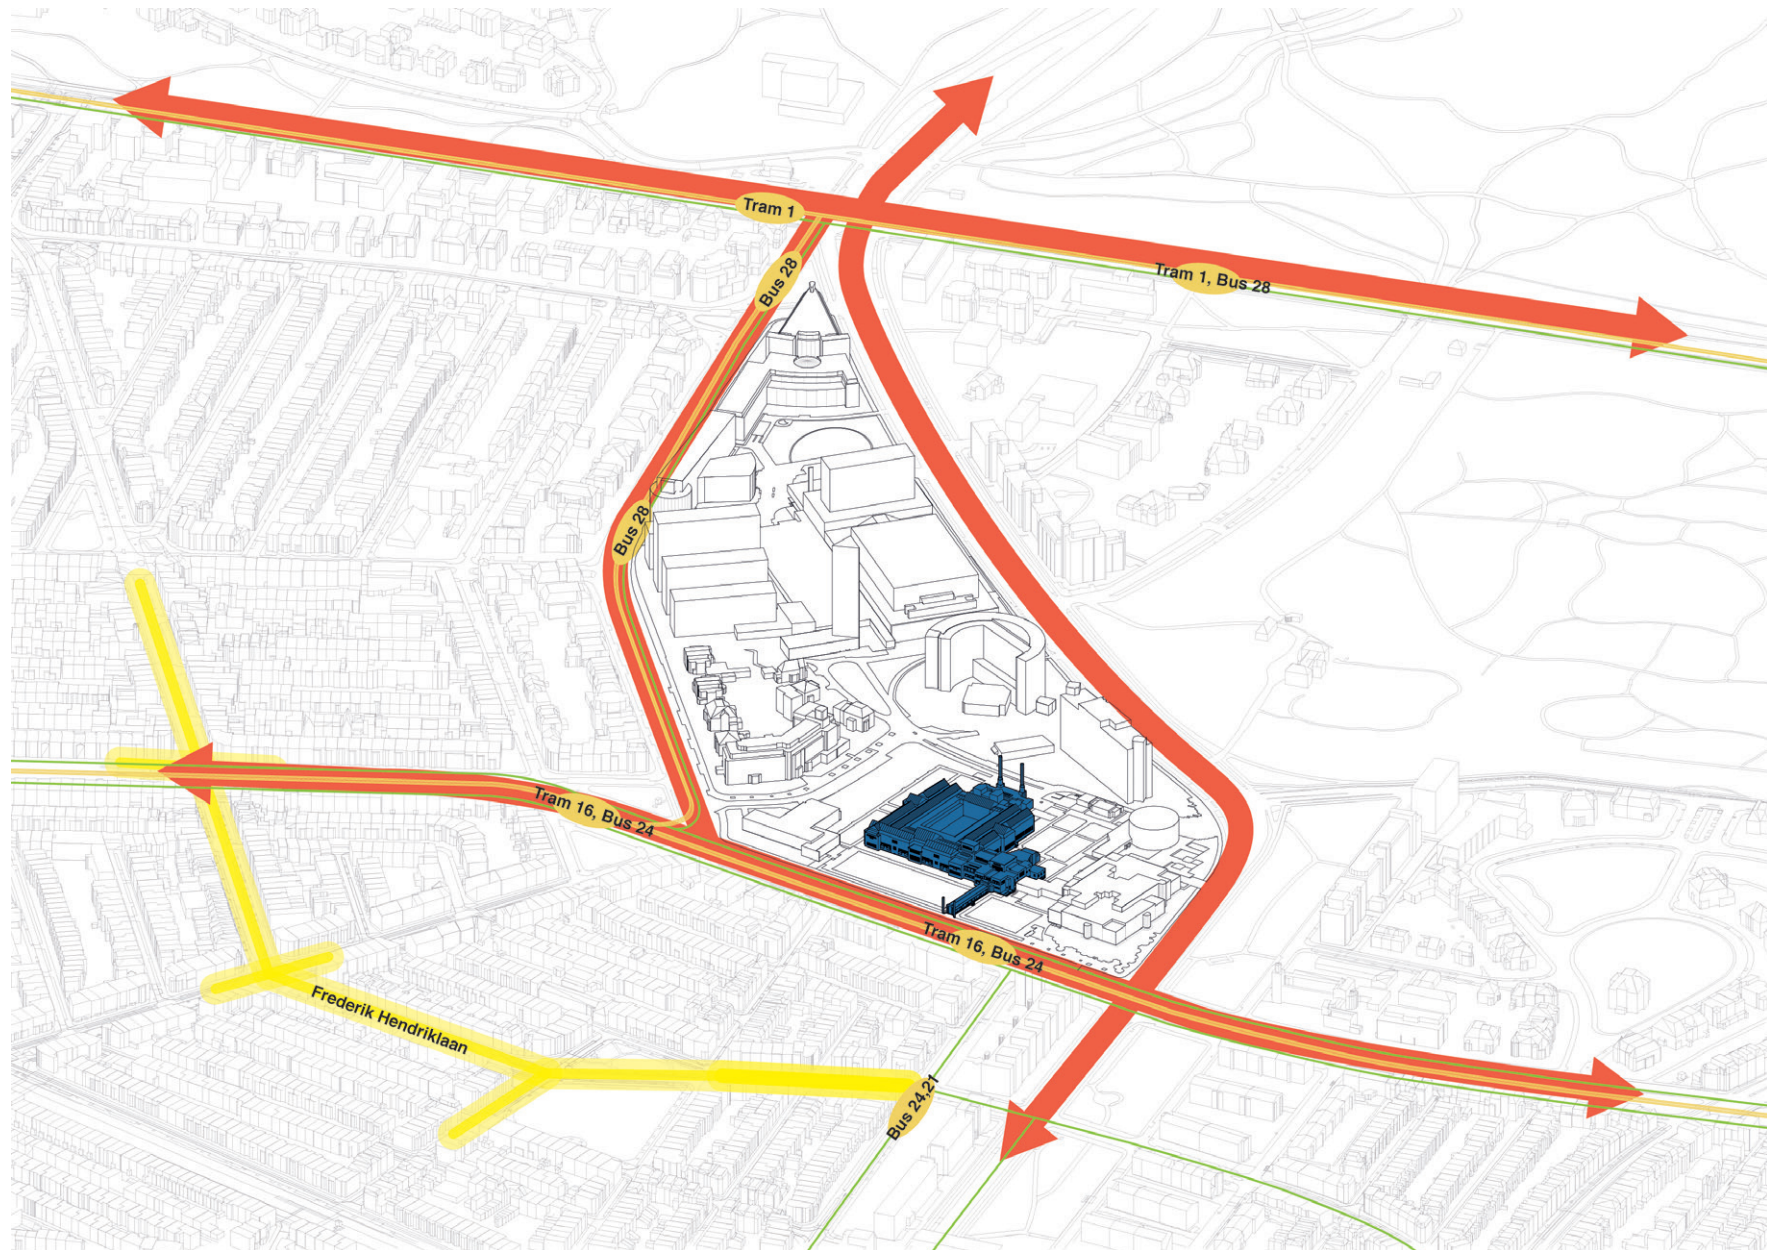 Tram 1
Bus 28
Tram 1, Bus 28
Bus 28
Tram 16, Bus 24
Tram 16, Bus 24
Frederik Hendriklaan
Bus 24,21